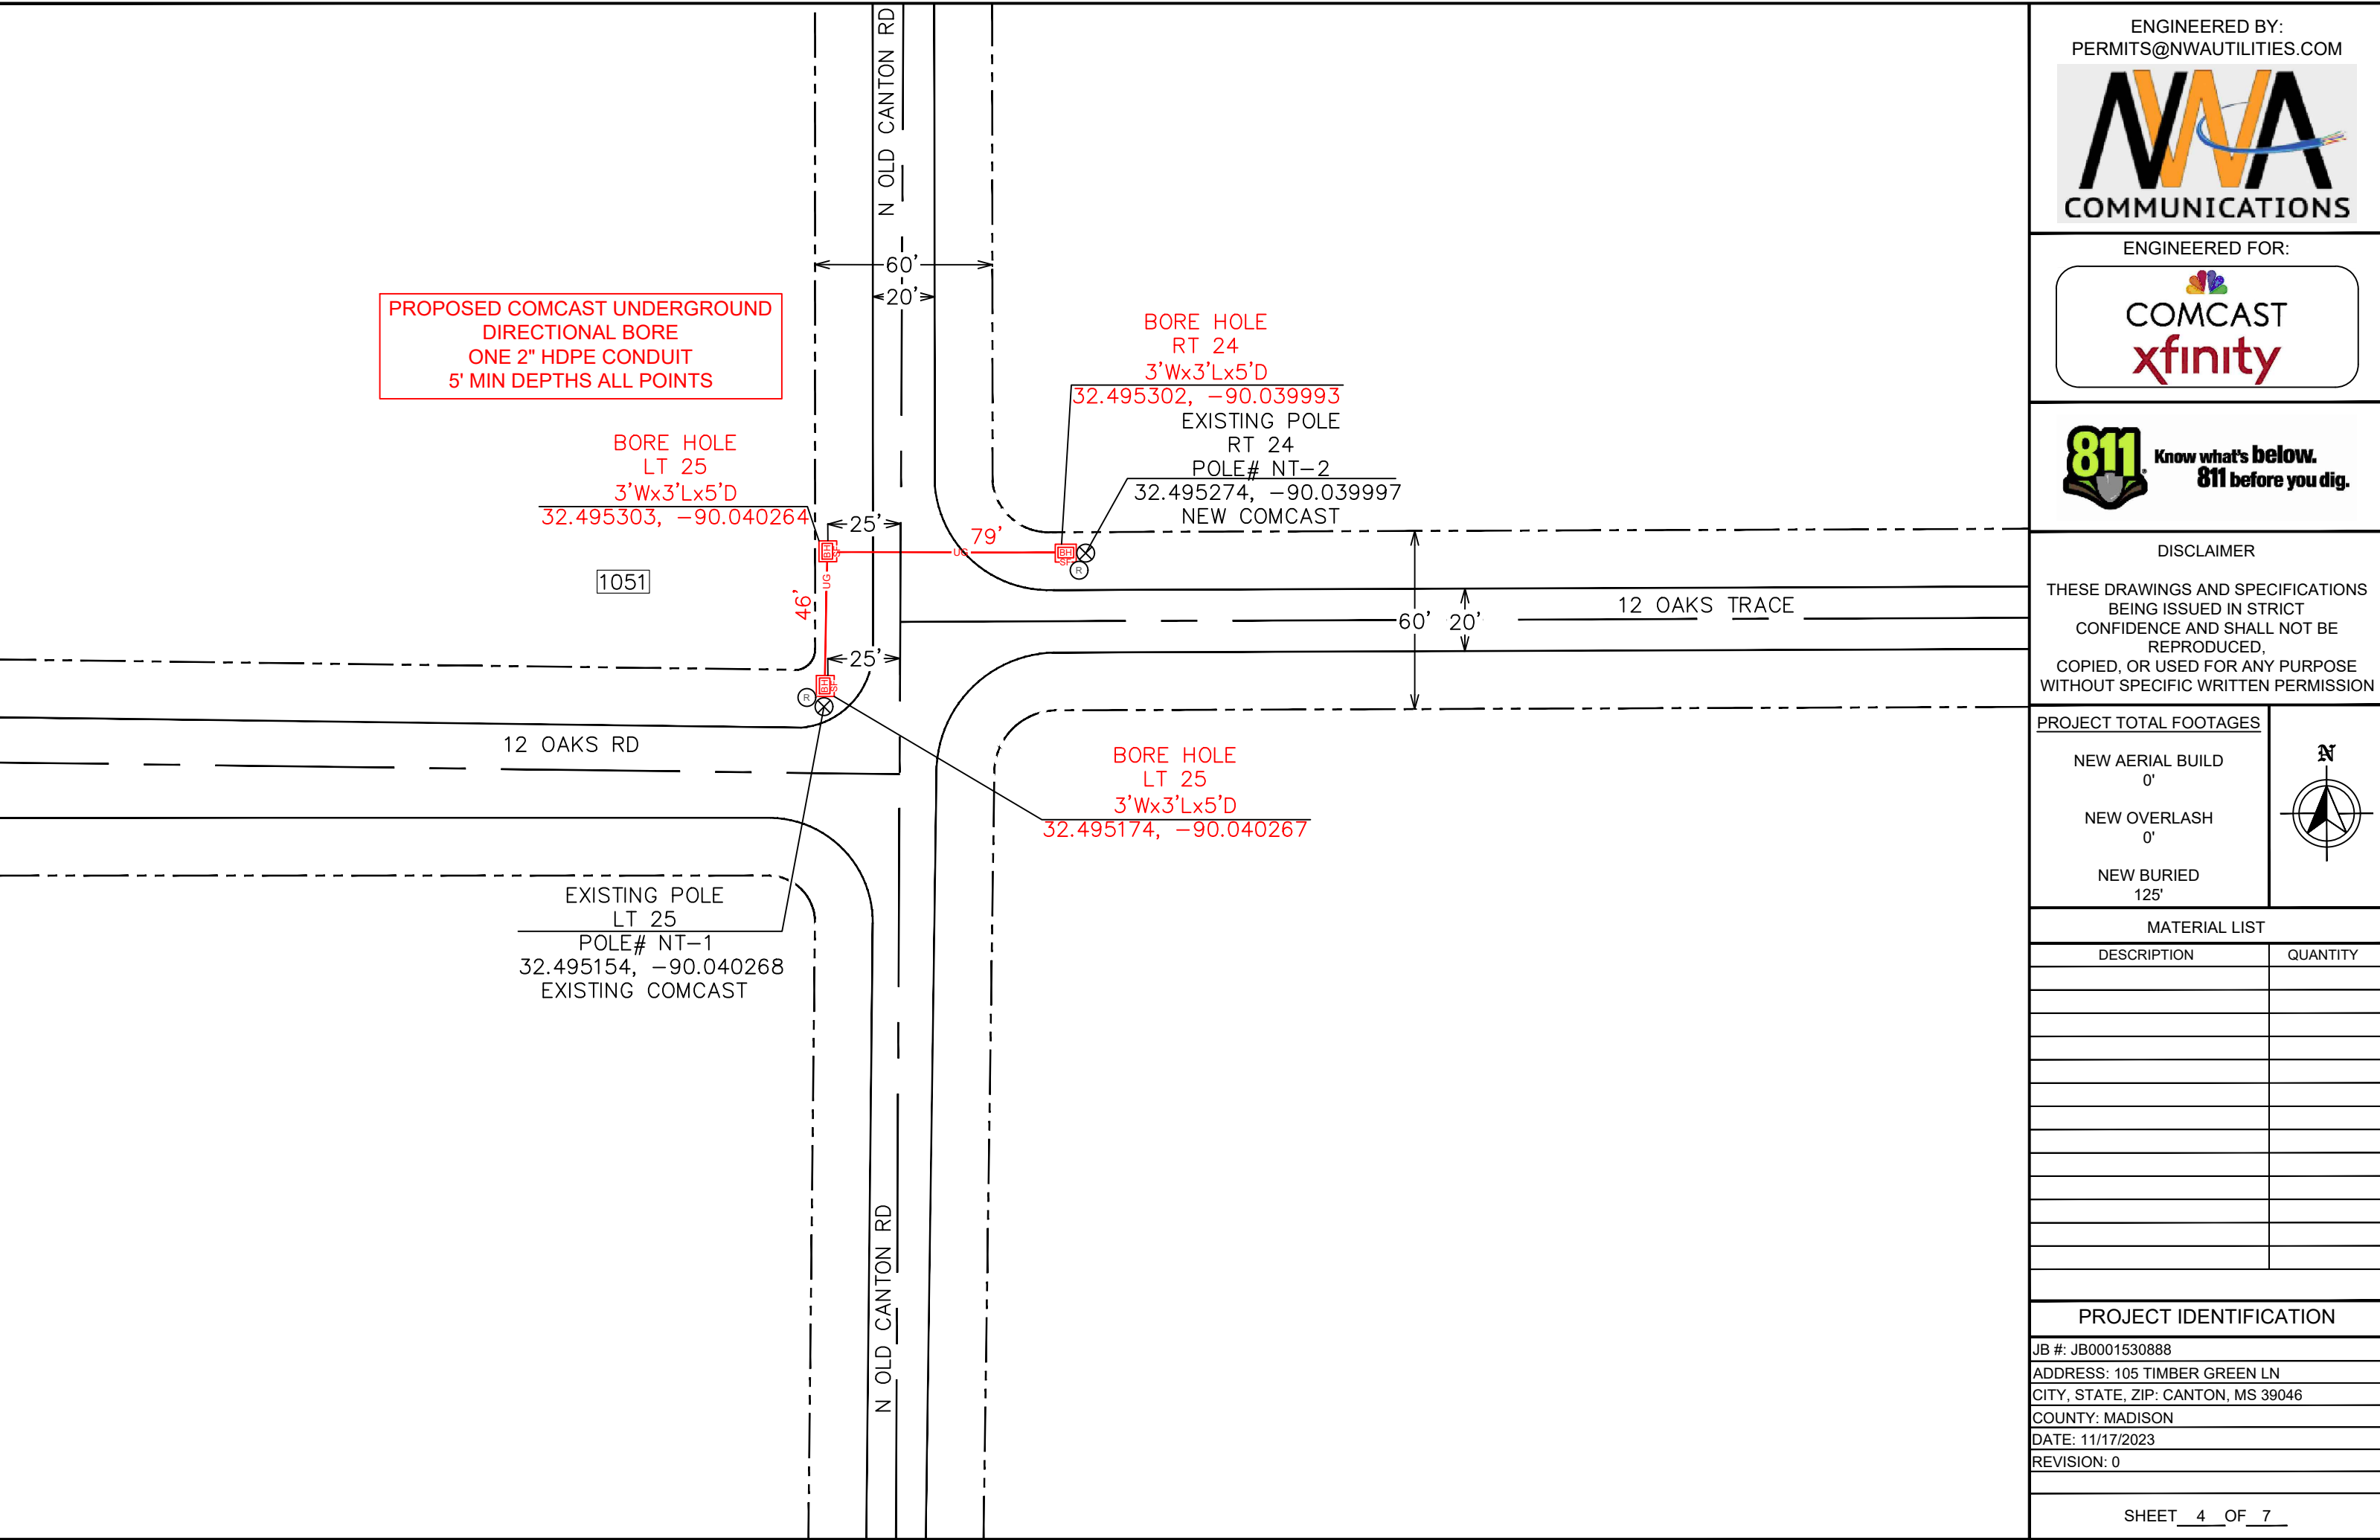 N OLD CANTON RD
60'
20'
PROPOSED COMCAST UNDERGROUND
DIRECTIONAL BORE
ONE 2" HDPE CONDUIT
5' MIN DEPTHS ALL POINTS
BORE HOLE
RT 24
3'Wx3'Lx5'D
32.495302, −90.039993
EXISTING POLE
RT 24
POLE# NT−2
32.495274, −90.039997
NEW COMCAST
BORE HOLE
LT 25
3'Wx3'Lx5'D
32.495303, −90.040264
25'
79'
BH
SF
UG
BH
SF
R
1051
UG
46'
25'
BH
SF
R
12 OAKS TRACE
60'
20'
12 OAKS RD
BORE HOLE
LT 25
3'Wx3'Lx5'D
32.495174, −90.040267
EXISTING POLE
LT 25
POLE# NT−1
32.495154, −90.040268
EXISTING COMCAST
N OLD CANTON RD
ENGINEERED BY:
PERMITS@NWAUTILITIES.COM
NWA
COMMUNICATIONS
ENGINEERED FOR:
COMCAST
xfinity
811
Know what's below.
811 before you dig.
DISCLAIMER
THESE DRAWINGS AND SPECIFICATIONS
BEING ISSUED IN STRICT
CONFIDENCE AND SHALL NOT BE
REPRODUCED,
COPIED, OR USED FOR ANY PURPOSE
WITHOUT SPECIFIC WRITTEN PERMISSION
PROJECT TOTAL FOOTAGES
NEW AERIAL BUILD
0'
NEW OVERLASH
0'
NEW BURIED
125'
N
MATERIAL LIST
DESCRIPTION QUANTITY
PROJECT IDENTIFICATION
JB #: JB0001530888
ADDRESS: 105 TIMBER GREEN LN
CITY, STATE, ZIP: CANTON, MS 39046
COUNTY: MADISON
DATE: 11/17/2023
REVISION: 0
SHEET 4 OF 7